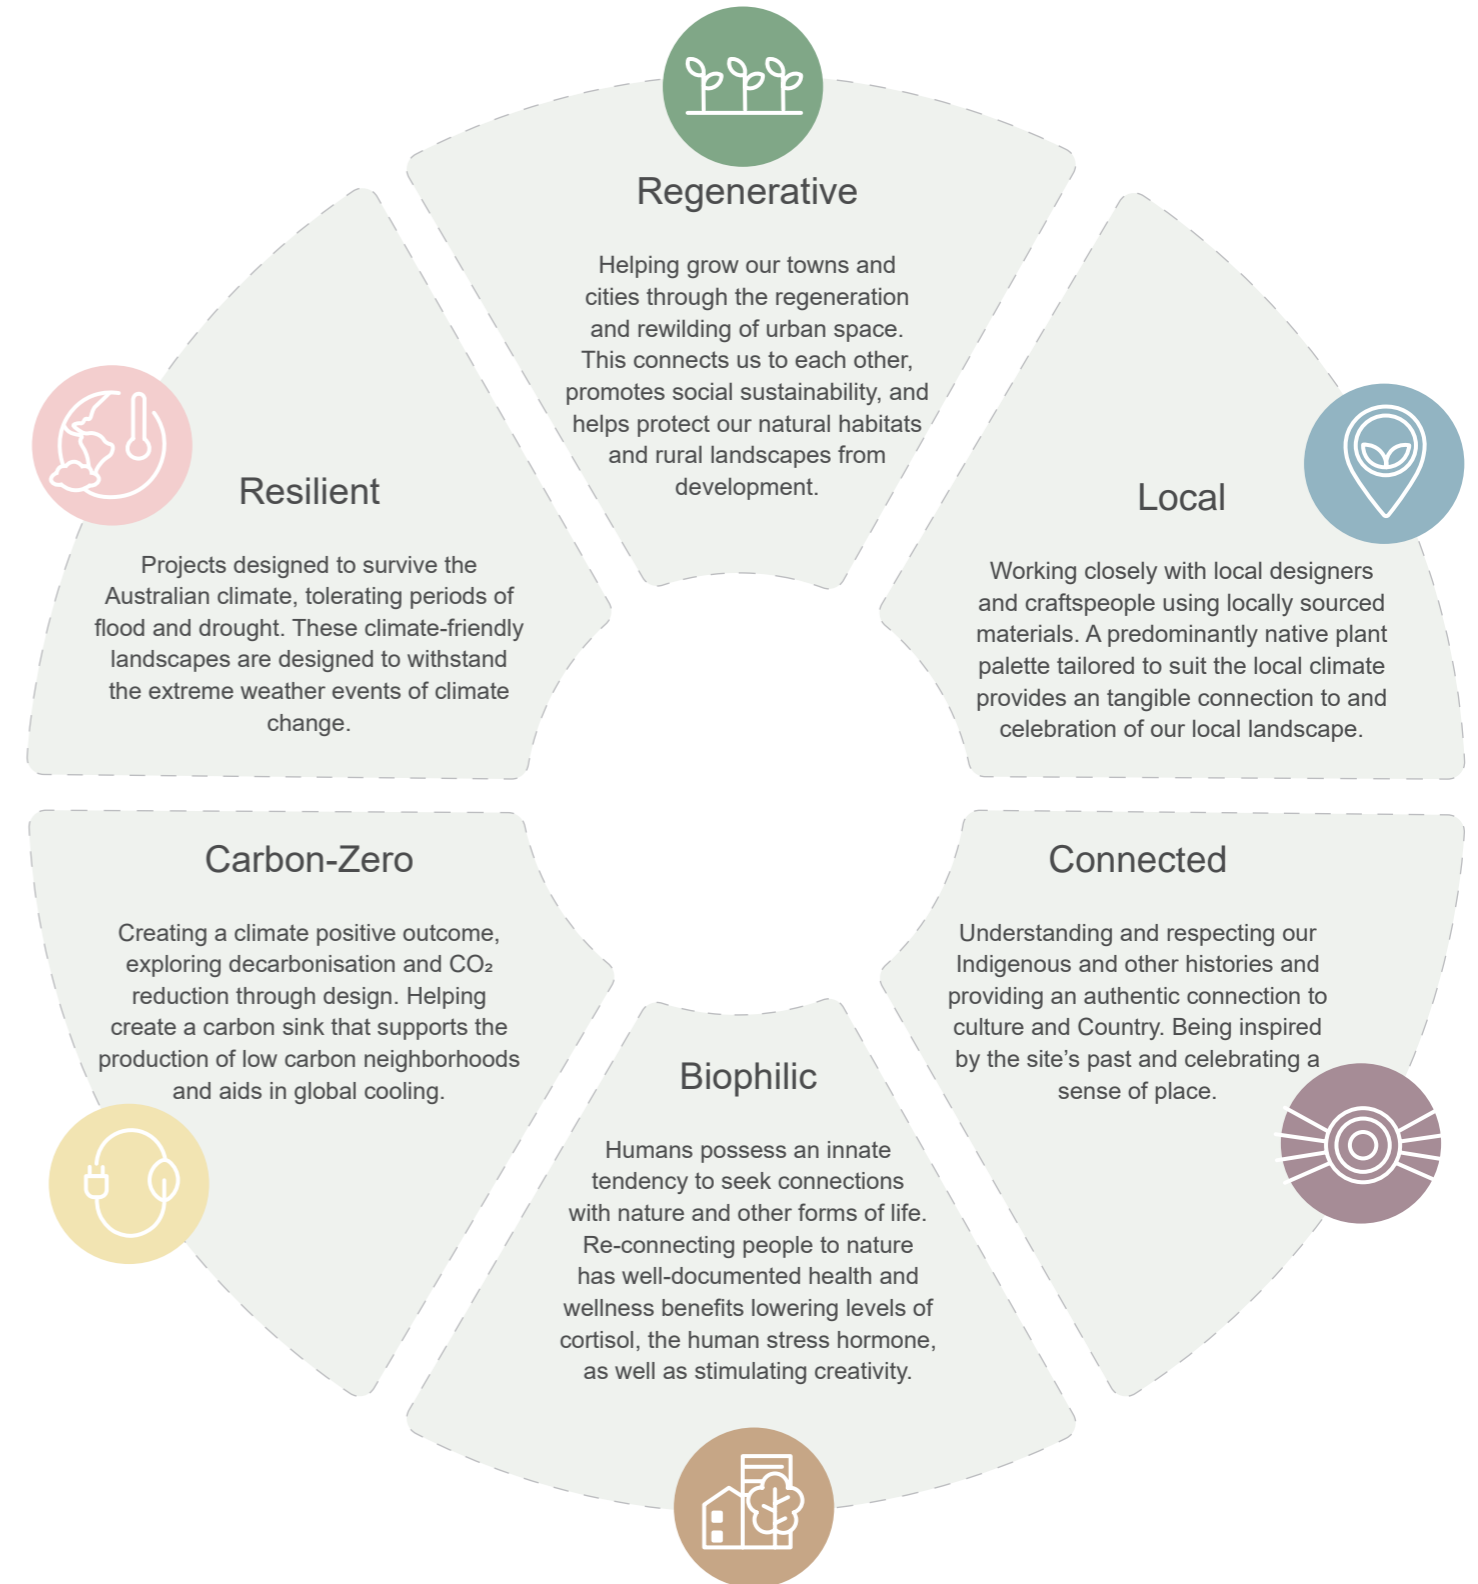 Regenerative
Helping grow our towns and
cities through the regeneration
and rewilding of urban space.
This connects us to each other,
promotes social sustainability, and
helps protect our natural habitats
and rural landscapes from
development.
Local
Working closely with local designers
and craftspeople using locally sourced
materials. A predominantly native plant
palette tailored to suit the local climate
provides an tangible connection to and
celebration of our local landscape.
Connected
Understanding and respecting our
Indigenous and other histories and
providing an authentic connection to
culture and Country. Being inspired
by the site’s past and celebrating a
sense of place.
Biophilic
Humans possess an innate
tendency to seek connections
with nature and other forms of life.
Re-connecting people to nature
has well-documented health and
wellness benefits lowering levels of
cortisol, the human stress hormone,
as well as stimulating creativity.
Carbon-Zero
Creating a climate positive outcome,
exploring decarbonisation and CO₂
reduction through design. Helping
create a carbon sink that supports the
production of low carbon neighborhoods
and aids in global cooling.
Resilient
Projects designed to survive the
Australian climate, tolerating periods of
flood and drought. These climate-friendly
landscapes are designed to withstand
the extreme weather events of climate
change.